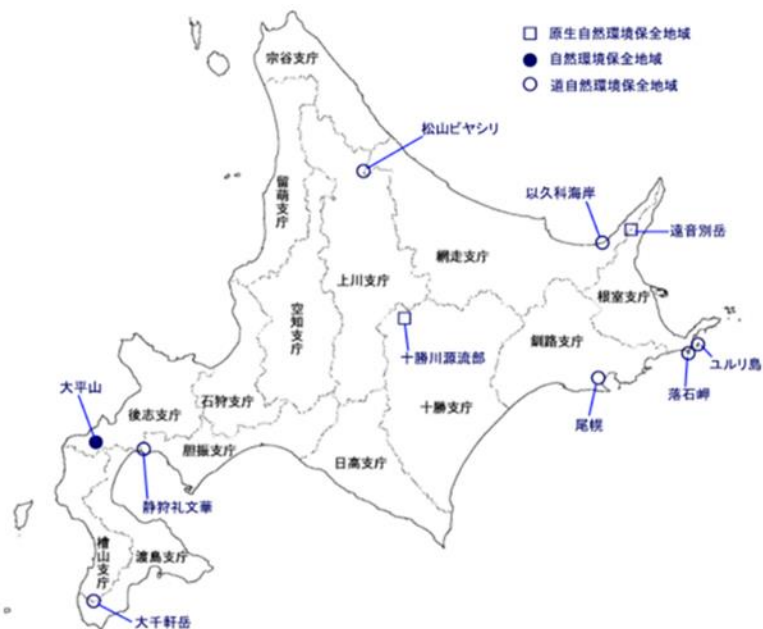 原生自然環境保全地域
自然環境保全地域
道自然環境保全地域
宗谷支庁
松山ピヤシリ
留萌支庁
以久科海岸
遠音別岳
網走支庁
上川支庁
根室支庁
空知支庁
釧路支庁
十勝川源流部
ユルリ島
大平山
落石岬
石狩支庁
後志支庁
十勝支庁
尾幌
胆振支庁
日高支庁
静狩礼文華
檜山支庁
渡島支庁
大千軒岳